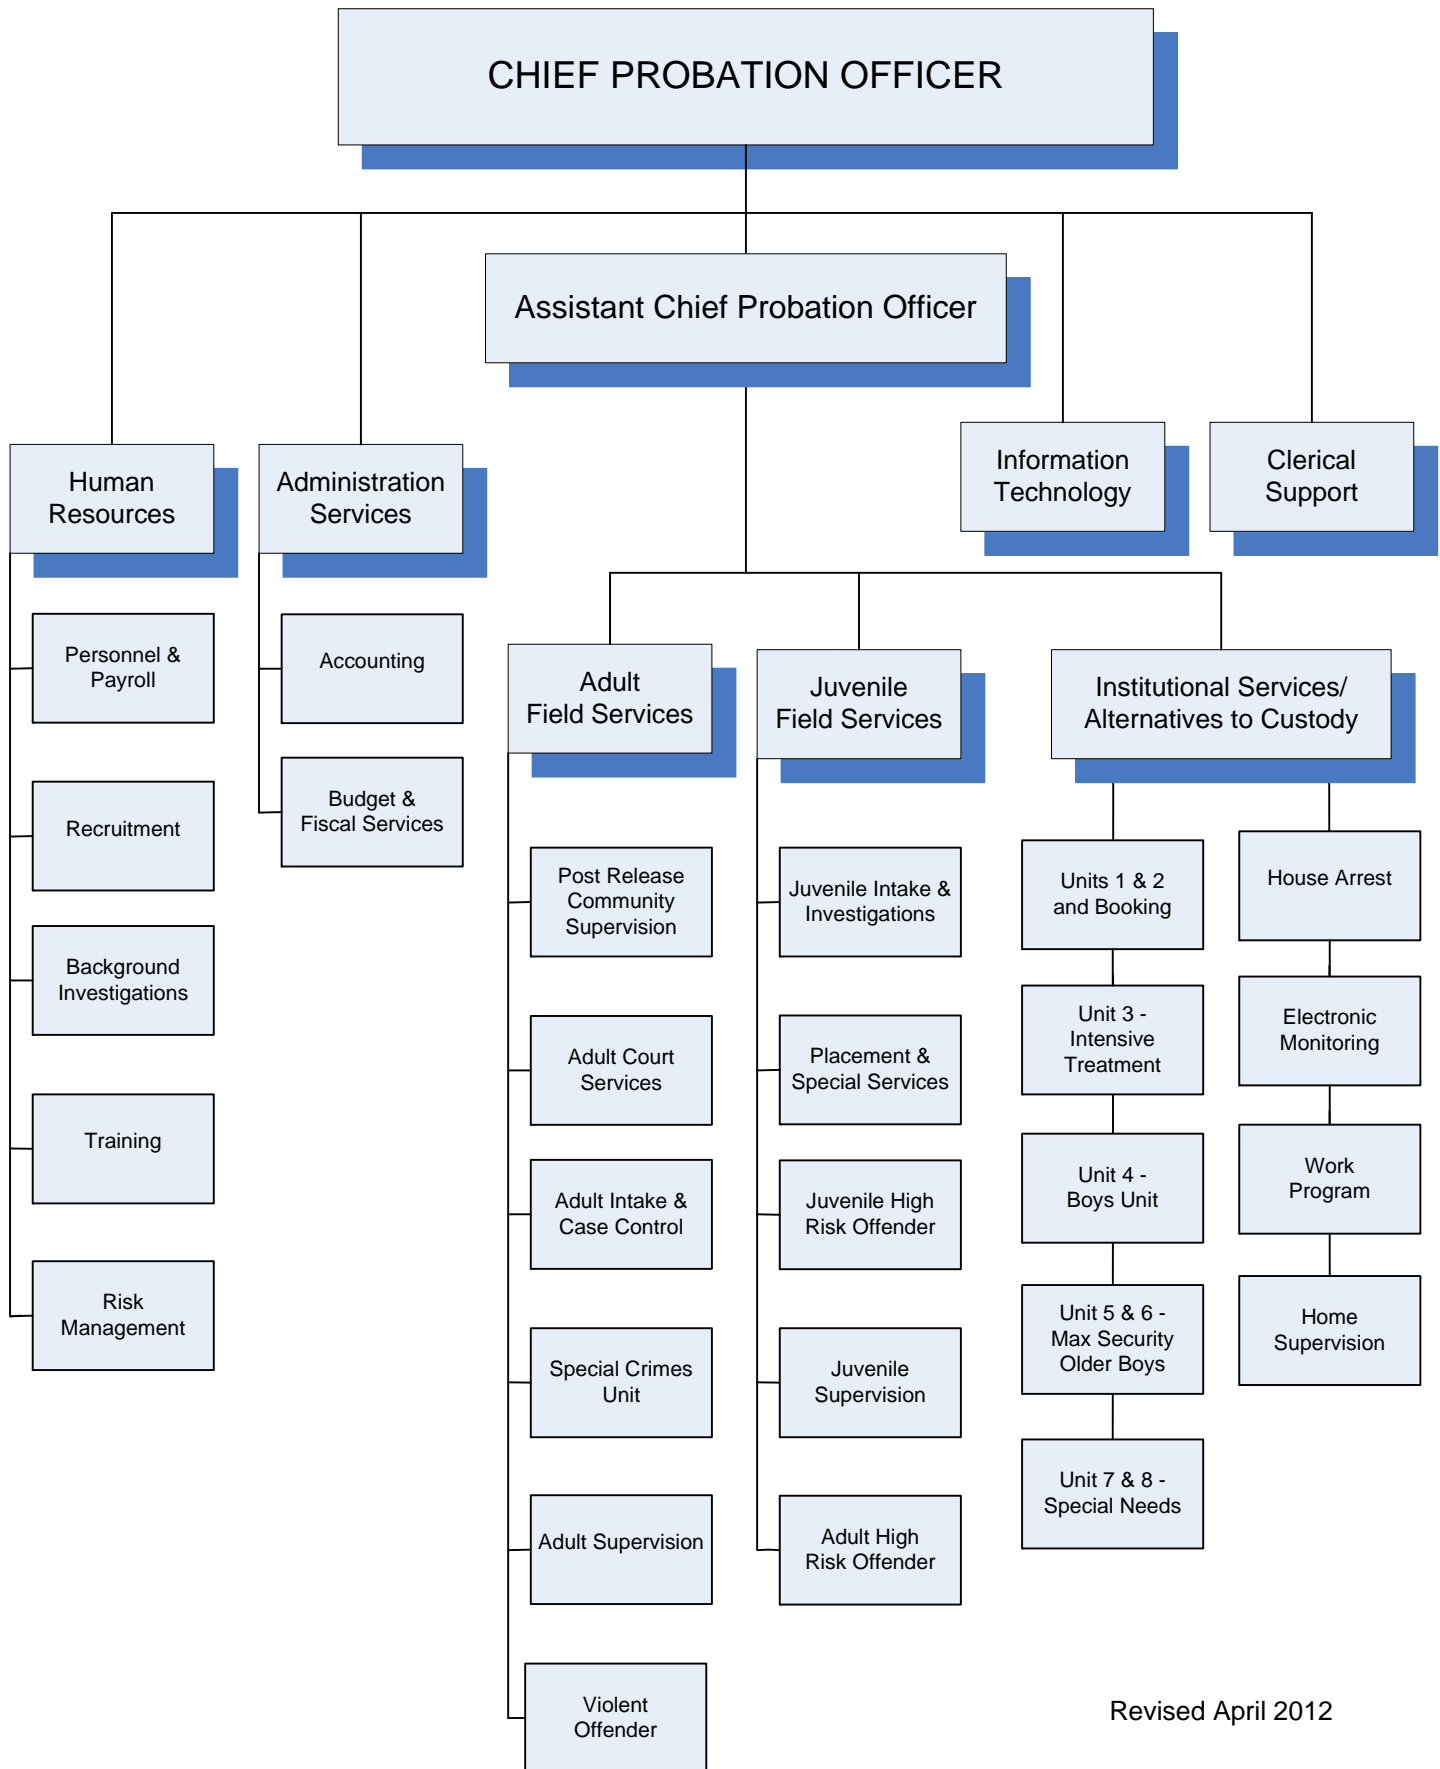 CHIEF PROBATION OFFICER
Assistant Chief Probation Officer
Human
Resources
Administration
Services
Information
Technology
Clerical
Support
Personnel &
Payroll
Recruitment
Background
Investigations
Training
Risk
Management
Accounting
Budget &
Fiscal Services
Adult
Field Services
Post Release
Community
Supervision
Adult Court
Services
Adult Intake &
Case Control
Special Crimes
Unit
Adult Supervision
Violent
Offender
Juvenile
Field Services
Juvenile Intake &
Investigations
Placement &
Special Services
Juvenile High
Risk Offender
Juvenile
Supervision
Adult High
Risk Offender
Institutional Services/
Alternatives to Custody
Units 1 & 2
and Booking
Unit 3 -
Intensive
Treatment
Unit 4 -
Boys Unit
Unit 5 & 6 -
Max Security
Older Boys
Unit 7 & 8 -
Special Needs
House Arrest
Electronic
Monitoring
Work
Program
Home
Supervision
Revised April 2012